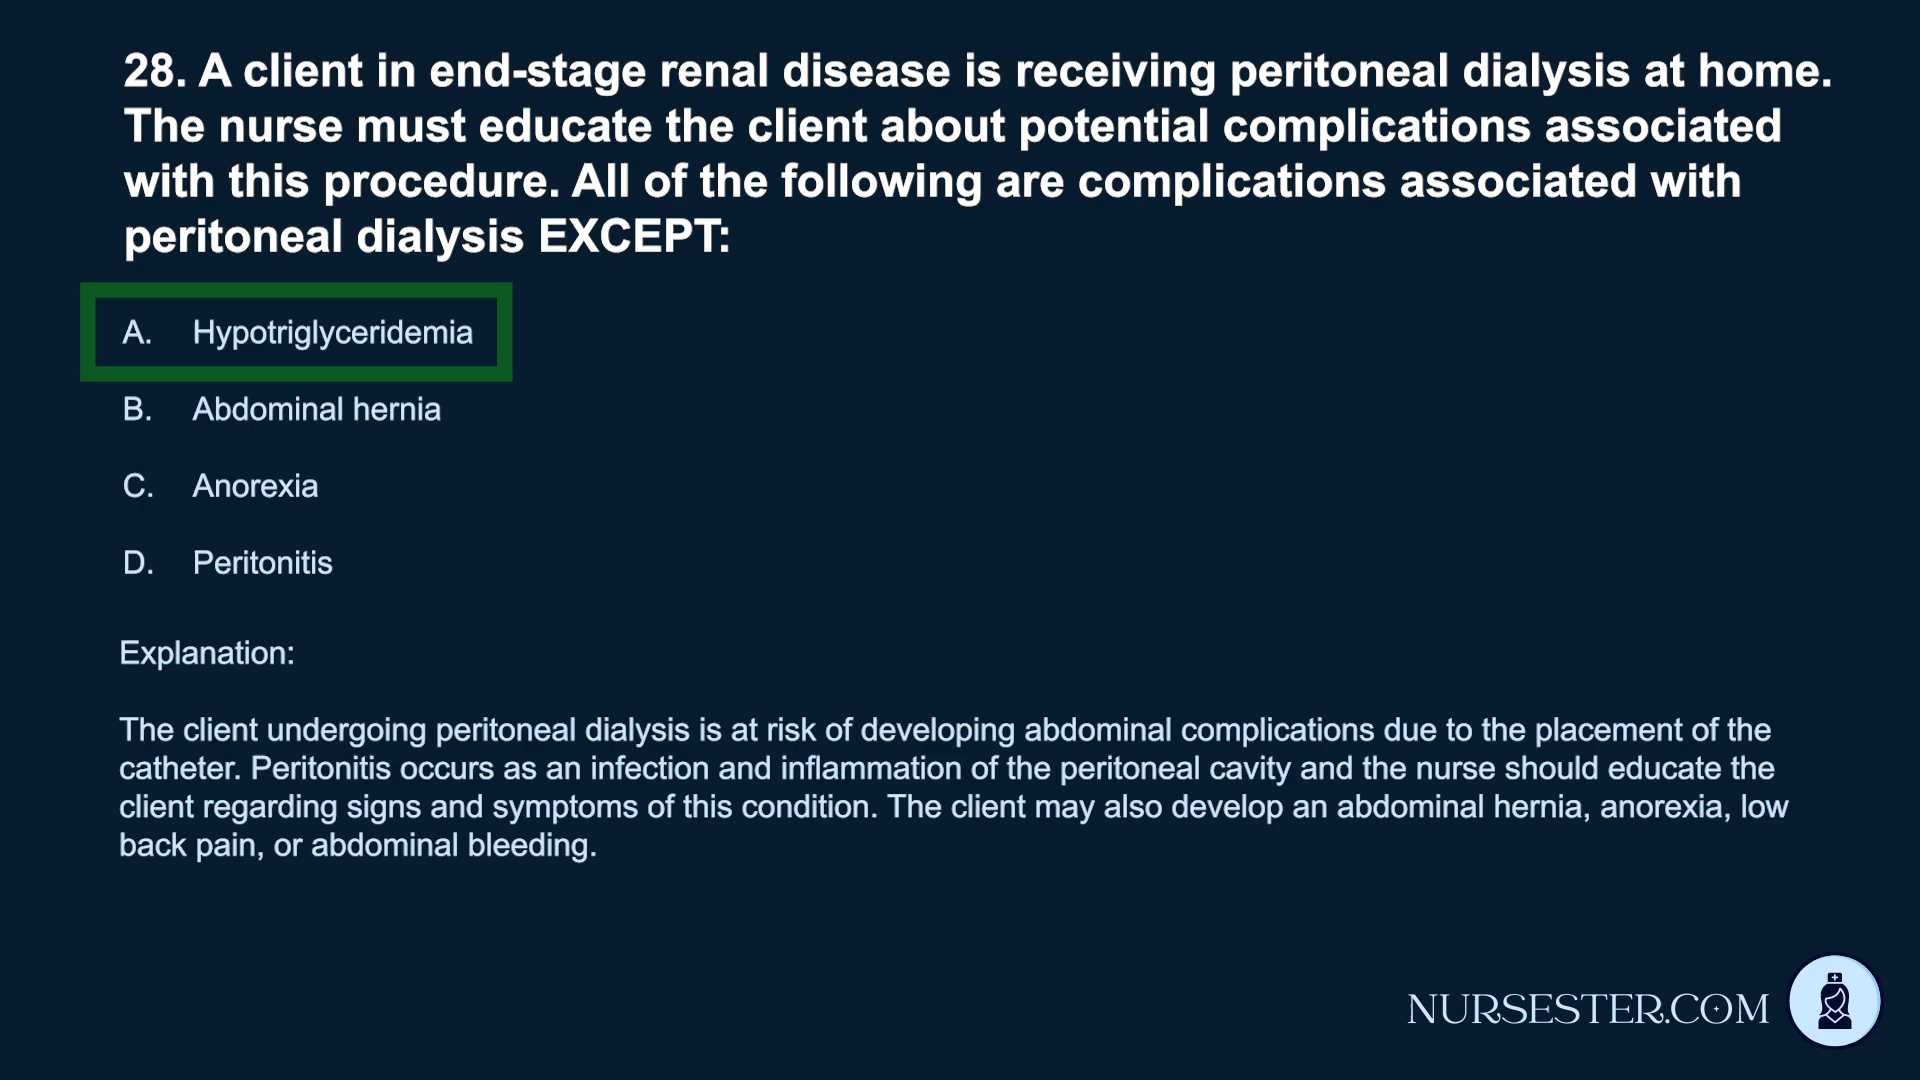 28. A client in end-stage renal disease is receiving peritoneal dialysis at home.
The nurse must educate the client about potential complications associated
with this procedure. All of the following are complications associated with
peritoneal dialysis EXCEPT:
A. Hypotriglyceridemia
B. Abdominal hernia
C. Anorexia
D. Peritonitis
Explanation:
The client undergoing peritoneal dialysis is at risk of developing abdominal complications due to the placement of the
catheter. Peritonitis occurs as an infection and inflammation of the peritoneal cavity and the nurse should educate the
client regarding signs and symptoms of this condition. The client may also develop an abdominal hernia, anorexia, low
back pain, or abdominal bleeding.
NURSESTER.COM